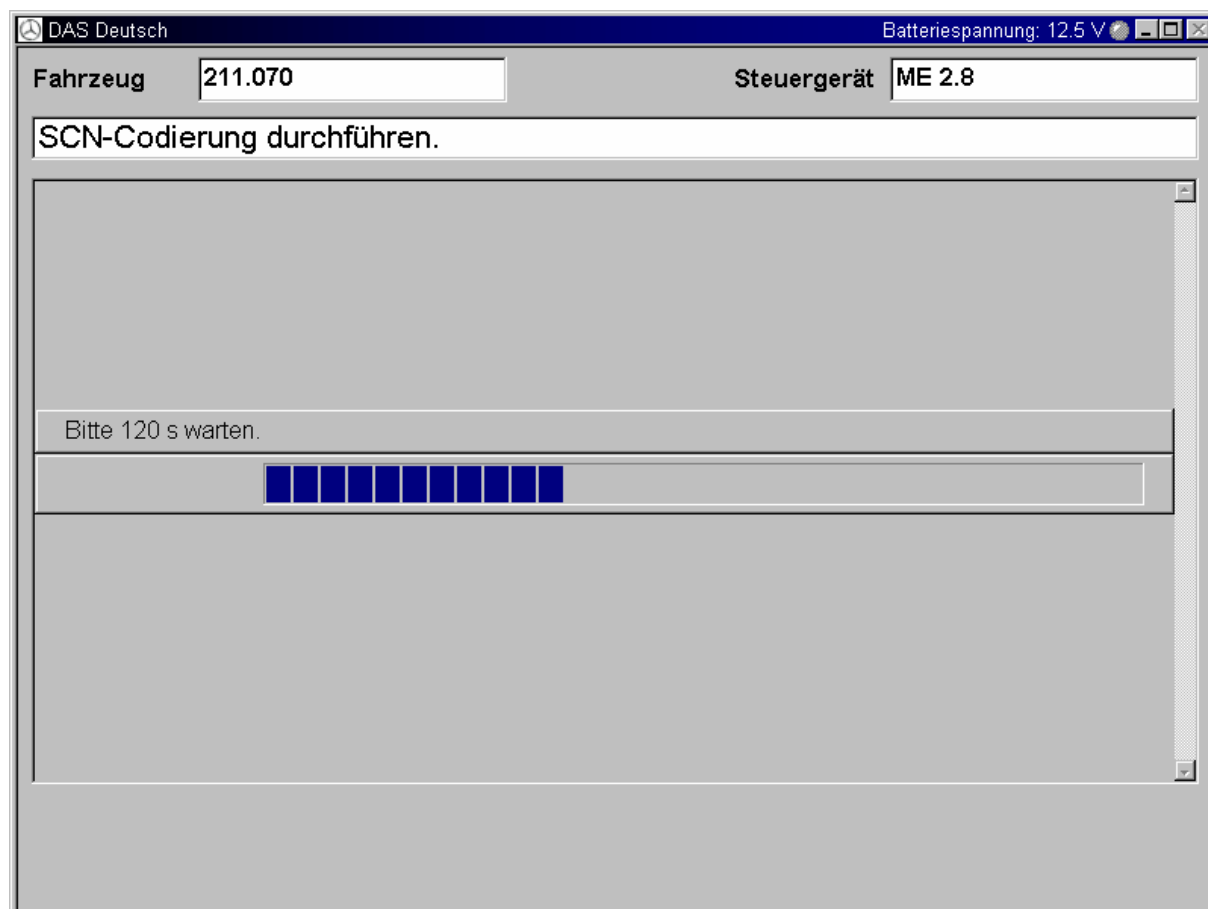 DAS Deutsch Batteriespannung: 12.5 V
Fahrzeug 211.070 Steuergerät ME 2.8
SCN-Codierung durchführen.
Bitte 120 s warten.